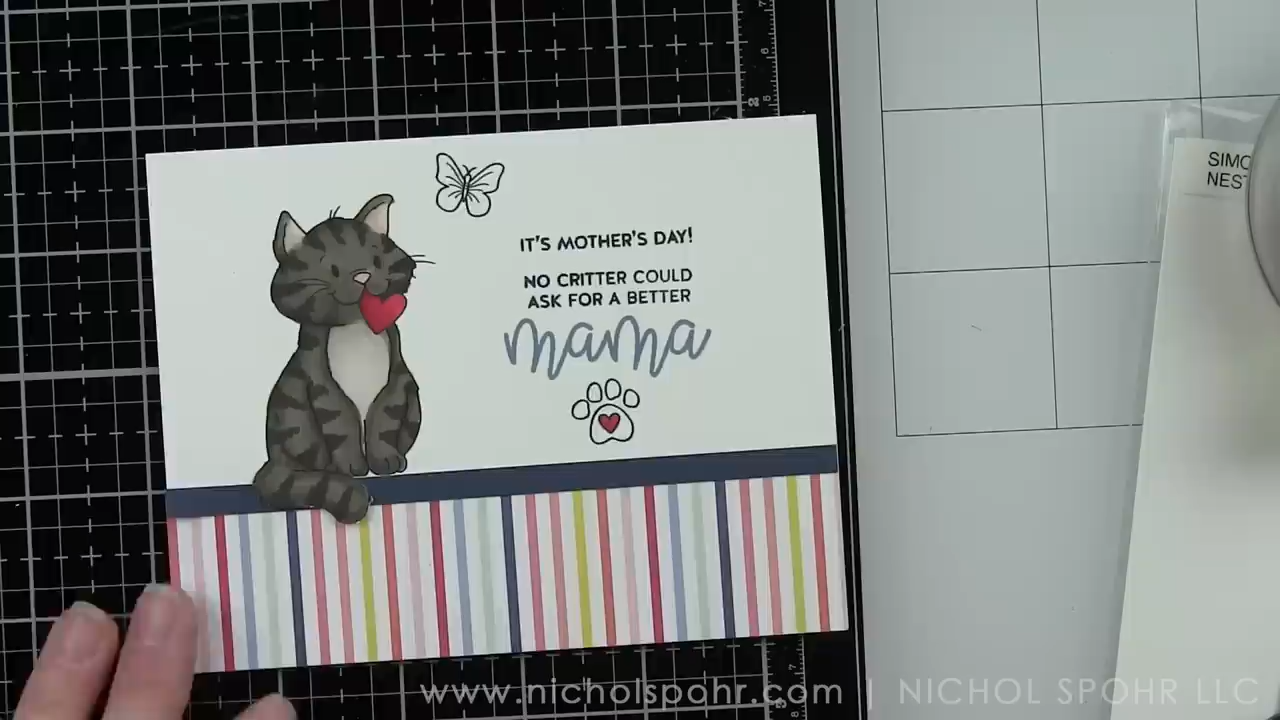 IT'S MOTHER'S DAY!
NO CRITTER COULD
ASK FOR A BETTER
mama
SIMO
NEST
www.nicholspohr.com | NICHOL SPOHR LLC